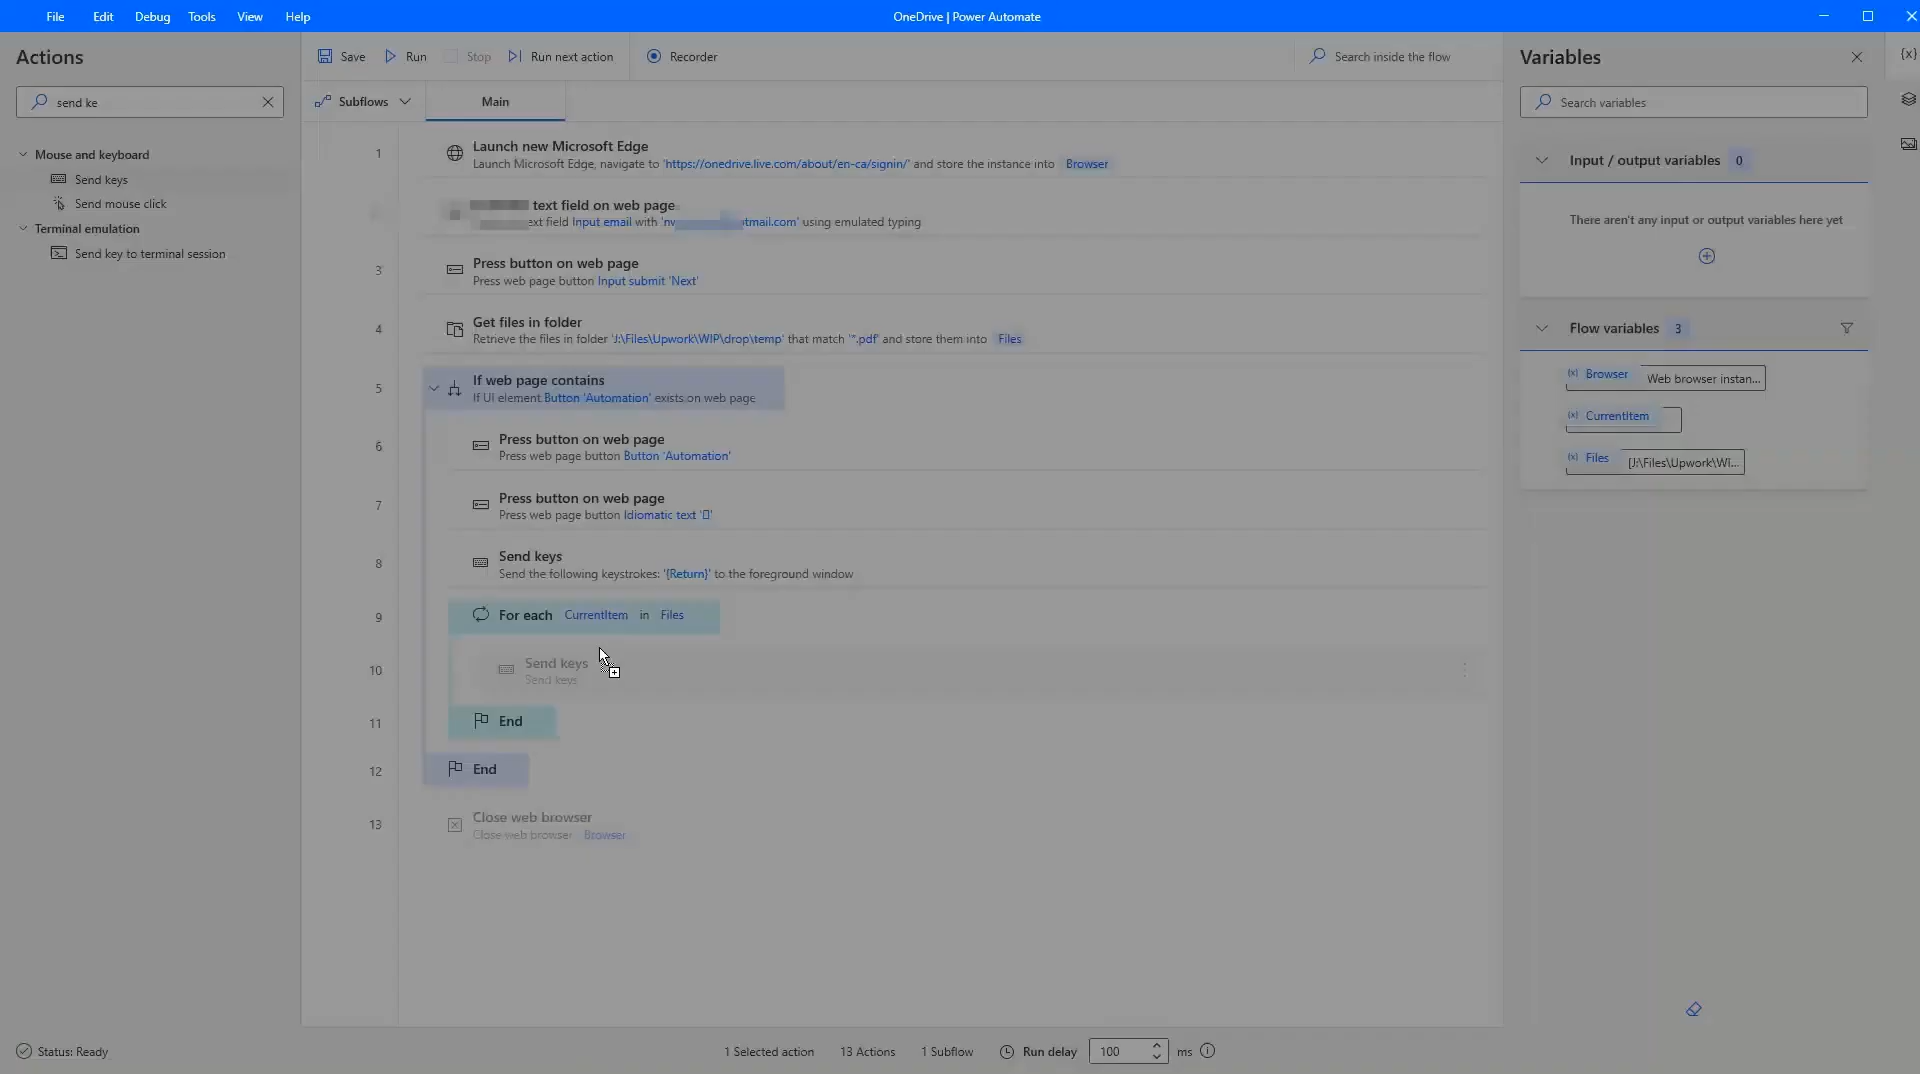 File Edit Debug Tools View Help
OneDrive | Power Automate
Actions
send ke
Mouse and keyboard
Send keys
Send mouse click
Terminal emulation
Send key to terminal session
Save Run Stop Run next action Recorder
Search inside the flow
Subflows Main
1
Launch new Microsoft Edge
Launch Microsoft Edge, navigate to 'https://onedrive.live.com/about/en-ca/signin/' and store the instance into Browser
text field on web page
ext field Input email with 'nv tmail.com' using emulated typing
3
Press button on web page
Press web page button Input submit 'Next'
4
Get files in folder
Retrieve the files in folder 'J:\Files\Upwork\WIP\drop\temp' that match '*.pdf' and store them into Files
5
If web page contains
If UI element Button 'Automation' exists on web page
6
Press button on web page
Press web page button Button 'Automation'
7
Press button on web page
Press web page button Idiomatic text '▯'
8
Send keys
Send the following keystrokes: '{Return}' to the foreground window
9
For each CurrentItem in Files
10
Send keys
Send keys
11
End
12
End
13
Close web browser
Close web browser Browser
Variables
{x}
Search variables
Input / output variables 0
There aren't any input or output variables here yet
Flow variables 3
(x) Browser Web browser instan...
(x) CurrentItem
(x) Files [J:\Files\Upwork\WI...
Status: Ready
1 Selected action 13 Actions 1 Subflow Run delay 100 ms